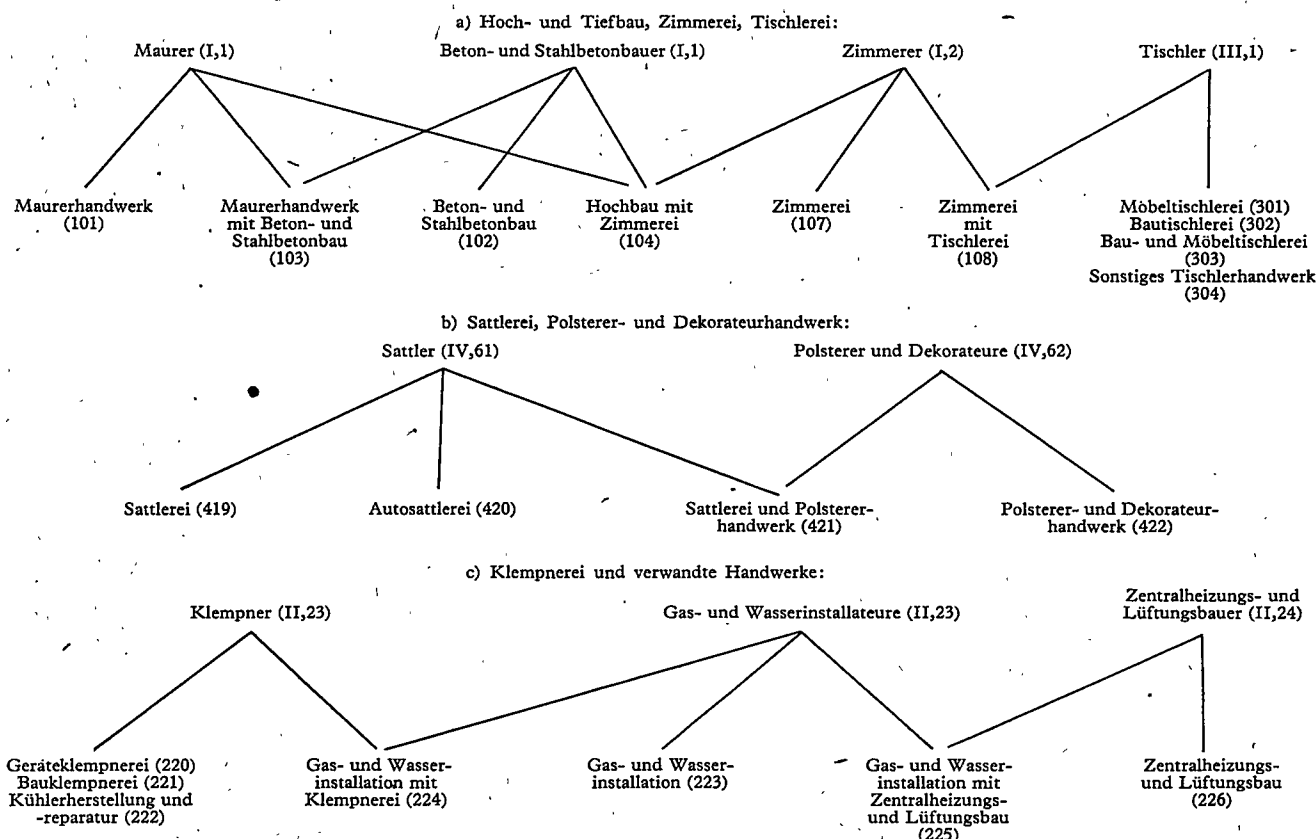 a) Hoch- und Tiefbau, Zimmerei, Tischlerei:
Maurer (I,1)
Beton- und Stahlbetonbauer (I,1)
Zimmerer (I,2)
Tischler (III,1)
Maurerhandwerk
(101)
Maurerhandwerk
mit Beton- und
Stahlbetonbau
(103)
Beton- und
Stahlbetonbau
(102)
Hochbau mit
Zimmerei
(104)
Zimmerei
(107)
Zimmerei
mit
Tischlerei
(108)
Möbeltischlerei (301)
Bautischlerei (302)
Bau- und Möbeltischlerei
(303)
Sonstiges Tischlerhandwerk
(304)
b) Sattlerei, Polsterer- und Dekorateurhandwerk:
Sattler (IV,61)
Polsterer und Dekorateure (IV,62)
Sattlerei (419)
Autosattlerei (420)
Sattlerei und Polsterer-
handwerk (421)
Polsterer- und Dekorateur-
handwerk (422)
c) Klempnerei und verwandte Handwerke:
Klempner (II,23)
Gas- und Wasserinstallateure (II,23)
Zentralheizungs- und
Lüftungsbauer (II,24)
Geräteklempnerei (220)
Bauklempnerei (221)
Kühlerherstellung und
-reparatur (222)
Gas- und Wasser-
installation mit
Klempnerei (224)
Gas- und Wasser-
installation (223)
Gas- und Wasser-
installation mit
Zentralheizungs-
und Lüftungsbau
(225)
Zentralheizungs-
und Lüftungsbau
(226)